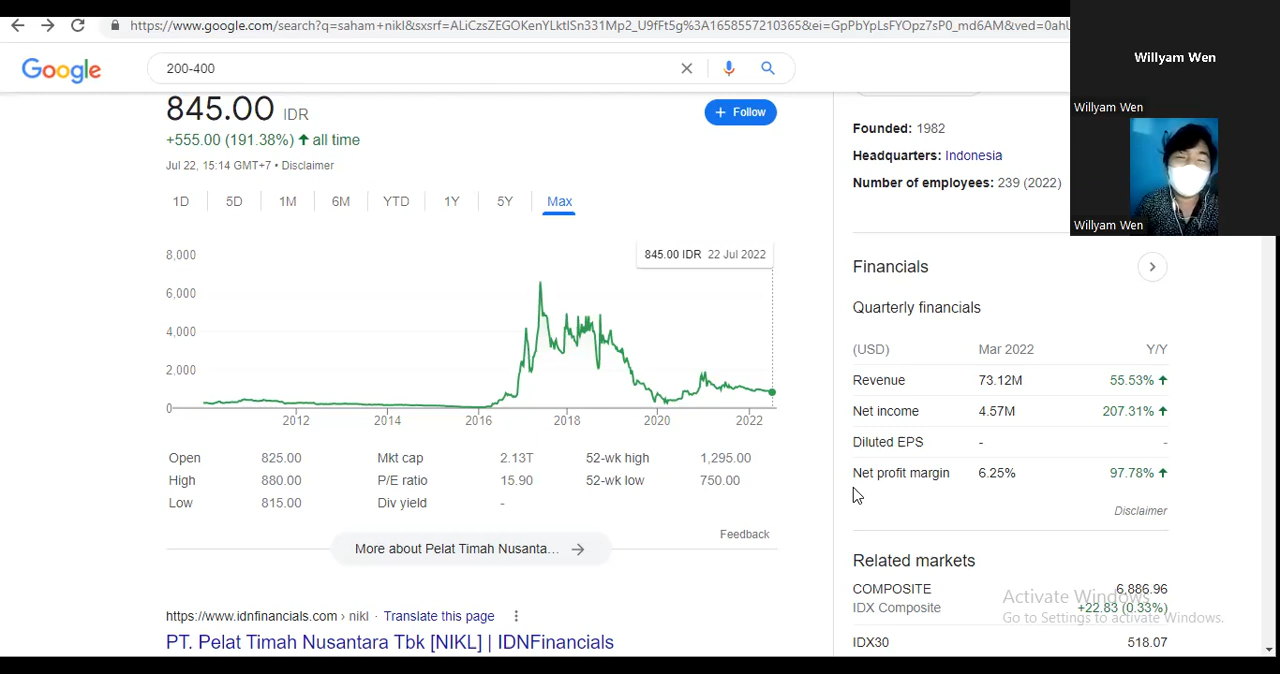 https://www.google.com/search?q=saham+nikl&sxsrf=ALiCzsZEGOKenYLktlSn331Mp2_U9fFt5g%3A1658557210365&ei=GpPbYpLsFYOpz7sP0_md6AM&ved=0ahU
Google
200-400
845.00 IDR
Follow
+555.00 (191.38%) all time
Jul 22, 15:14 GMT+7 • Disclaimer
1D 5D 1M 6M YTD 1Y 5Y Max
845.00 IDR 22 Jul 2022
8,000
6,000
4,000
2,000
0
2012 2014 2016 2018 2020 2022
Open 825.00 Mkt cap 2.13T 52-wk high 1,295.00
High 880.00 P/E ratio 15.90 52-wk low 750.00
Low 815.00 Div yield -
Feedback
More about Pelat Timah Nusanta...
https://www.idnfinancials.com › nikl · Translate this page
PT. Pelat Timah Nusantara Tbk [NIKL] | IDNFinancials
Willyam Wen
Willyam Wen
Willyam Wen
Founded: 1982
Headquarters: Indonesia
Number of employees: 239 (2022)
Financials
Quarterly financials
(USD) Mar 2022 Y/Y
Revenue 73.12M 55.53%
Net income 4.57M 207.31%
Diluted EPS - -
Net profit margin 6.25% 97.78%
Disclaimer
Related markets
COMPOSITE 6,886.96
IDX Composite +22.83 (0.33%)
IDX30 518.07
Activate Windows
Go to Settings to activate Windows.